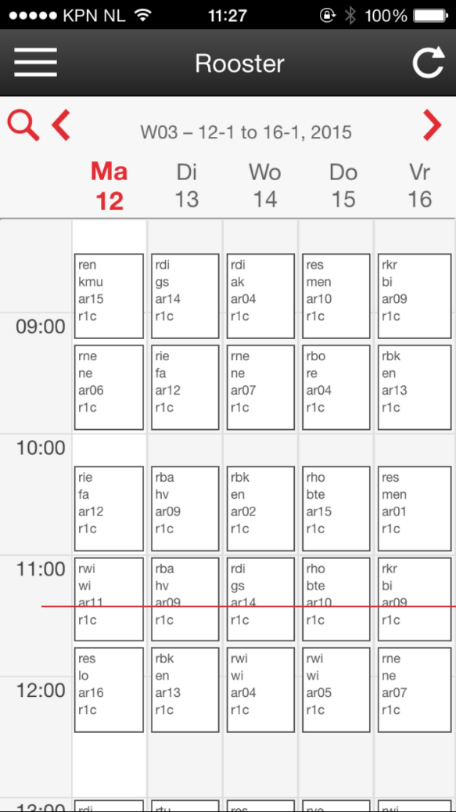 KPN NL 11:27 100%
Rooster
W03 – 12-1 to 16-1, 2015
Ma Di Wo Do Vr
12 13 14 15 16
ren rdi rdi res rkr
kmu gs ak men bi
ar15 ar14 ar04 ar10 ar09
r1c r1c r1c r1c r1c
09:00
rne rie rne rbo rbk
ne fa ne re en
ar06 ar12 ar07 ar04 ar13
r1c r1c r1c r1c r1c
10:00
rie rba rbk rho res
fa hv en bte men
ar12 ar09 ar02 ar15 ar01
r1c r1c r1c r1c r1c
11:00
rwi rba rdi rho rkr
wi hv gs bte bi
ar11 ar09 ar14 ar10 ar09
r1c r1c r1c r1c r1c
res rbk rwi rwi rne
lo en wi wi ne
12:00
ar16 ar13 ar04 ar05 ar07
r1c r1c r1c r1c r1c
13:00